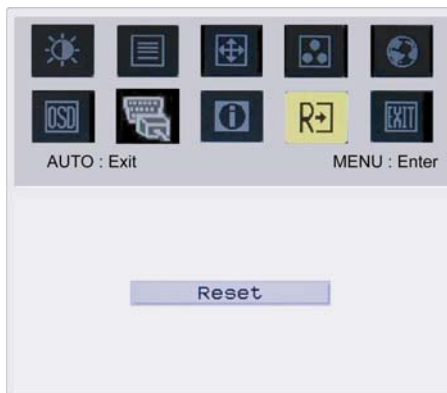 OSD
R
EXIT
AUTO : Exit
MENU : Enter
Reset